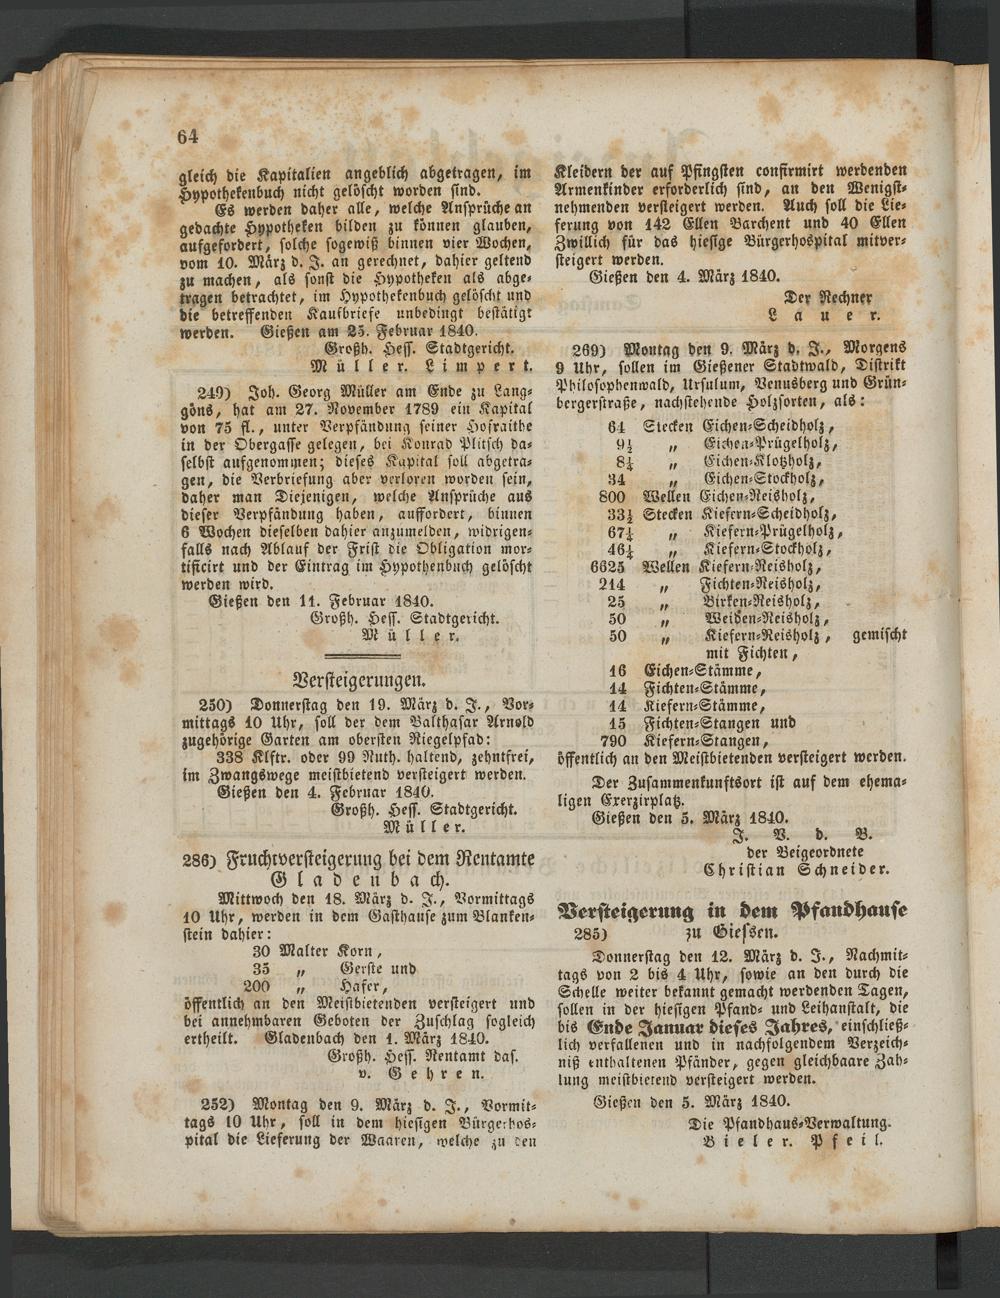 64
gleich die Kapitalien angeblich abgetragen, im
Hypothekenbuch nicht gelöscht worden sind.
Es werden daher alle, welche Ansprüche an
gedachte Hypotheken bilden zu können glauben,
aufgefordert, solche sogewiß binnen vier Wochen,
vom 10. März d. J. an gerechnet, dahier geltend
zu machen, als sonst die Hypotheken als abge-
tragen betrachtet, im Hypothekenbuch gelöscht und
die betreffenden Kaufbriefe unbedingt bestätigt
werden. Gießen am 25. Februar 1840.
Großh. Hess. Stadtgericht.
Müller. Limpert.
249) Joh. Georg Müller am Ende zu Lang-
göns, hat am 27. November 1789 ein Kapital
von 75 fl., unter Verpfändung seiner Hofraithe
in der Obergasse gelegen, bei Konrad Plitsch da-
selbst aufgenommen; dieses Kapital soll abgetra-
gen, die Verbriefung aber verloren worden sein,
daher man Diejenigen, welche Ansprüche aus
dieser Verpfändung haben, auffordert, binnen
6 Wochen dieselben dahier anzumelden, widrigen-
falls nach Ablauf der Frist die Obligation mor-
tificirt und der Eintrag im Hypothenbuch gelöscht
werden wird.
Gießen den 11. Februar 1840.
Großh. Hess. Stadtgericht.
Müller.
Versteigerungen.
250) Donnerstag den 19. März d. J., Vor-
mittags 10 Uhr, soll der dem Balthasar Arnold
zugehörige Garten am obersten Riegelpfad:
338 Klftr. oder 99 Ruth. haltend, zehntfrei,
im Zwangswege meistbietend versteigert werden.
Gießen den 4. Februar 1840.
Großh. Hess. Stadtgericht.
Müller.
286) Fruchtversteigerung bei dem Rentamte
Gladenbach.
Mittwoch den 18. März d. J., Vormittags
10 Uhr, werden in dem Gasthause zum Blanken-
stein dahier:
30 Malter Korn,
35 „ Gerste und
200 „ Hafer,
öffentlich an den Meistbietenden versteigert und
bei annehmbaren Geboten der Zuschlag sogleich
ertheilt. Gladenbach den 1. März 1840.
Großh. Hess. Rentamt das.
v. Gehren.
252) Montag den 9. März d. J., Vormit-
tags 10 Uhr, soll in dem hiesigen Bürgerhos-
pital die Lieferung der Waaren, welche zu den
Kleidern der auf Pfingsten confirmirt werdenden
Armenkinder erforderlich sind, an den Wenigst-
nehmenden versteigert werden. Auch soll die Lie-
ferung von 142 Ellen Barchent und 40 Ellen
Zwillich für das hiesige Bürgerhospital mitver-
steigert werden.
Gießen den 4. März 1840.
Der Rechner
Lauer.
269) Montag den 9. März d. J., Morgens
9 Uhr, sollen im Gießener Stadtwald, Distrikt
Philosophenwald, Ursulum, Venusberg und Grün-
bergerstraße, nachstehende Holzsorten, als:
64 Stecken Eichen-Scheidholz,
9½ „ Eichen-Prügelholz,
8¼ „ Eichen-Klotzholz,
34 „ Eichen-Stockholz,
800 Wellen Eichen-Reisholz,
33½ Stecken Kiefern-Scheidholz,
67¼ „ Kiefern-Prügelholz,
46¼ „ Kiefern-Stockholz,
6625 Wellen Kiefern-Reisholz,
214 „ Fichten-Reisholz,
25 „ Birken-Reisholz,
50 „ Weiden-Reisholz,
50 „ Kiefern-Reisholz, gemischt
mit Fichten,
16 Eichen-Stämme,
14 Fichten-Stämme,
14 Kiefern-Stämme,
15 Fichten-Stangen und
790 Kiefern-Stangen,
öffentlich an den Meistbietenden versteigert werden.
Der Zusammenkunftsort ist auf dem ehema-
ligen Exerzirplatz.
Gießen den 5. März 1840.
J. V. d. B.
der Beigeordnete
Christian Schneider.
Versteigerung in dem Pfandhause
285) zu Giessen.
Donnerstag den 12. März d. J., Nachmit-
tags von 2 bis 4 Uhr, sowie an den durch die
Schelle weiter bekannt gemacht werdenden Tagen,
sollen in der hiesigen Pfand- und Leihanstalt, die
bis Ende Januar dieses Jahres, einschließ-
lich verfallenen und in nachfolgendem Verzeich-
niß enthaltenen Pfänder, gegen gleichbaare Zah-
lung meistbietend versteigert werden.
Gießen den 5. März 1840.
Die Pfandhaus-Verwaltung.
Bieler. Pfeil.